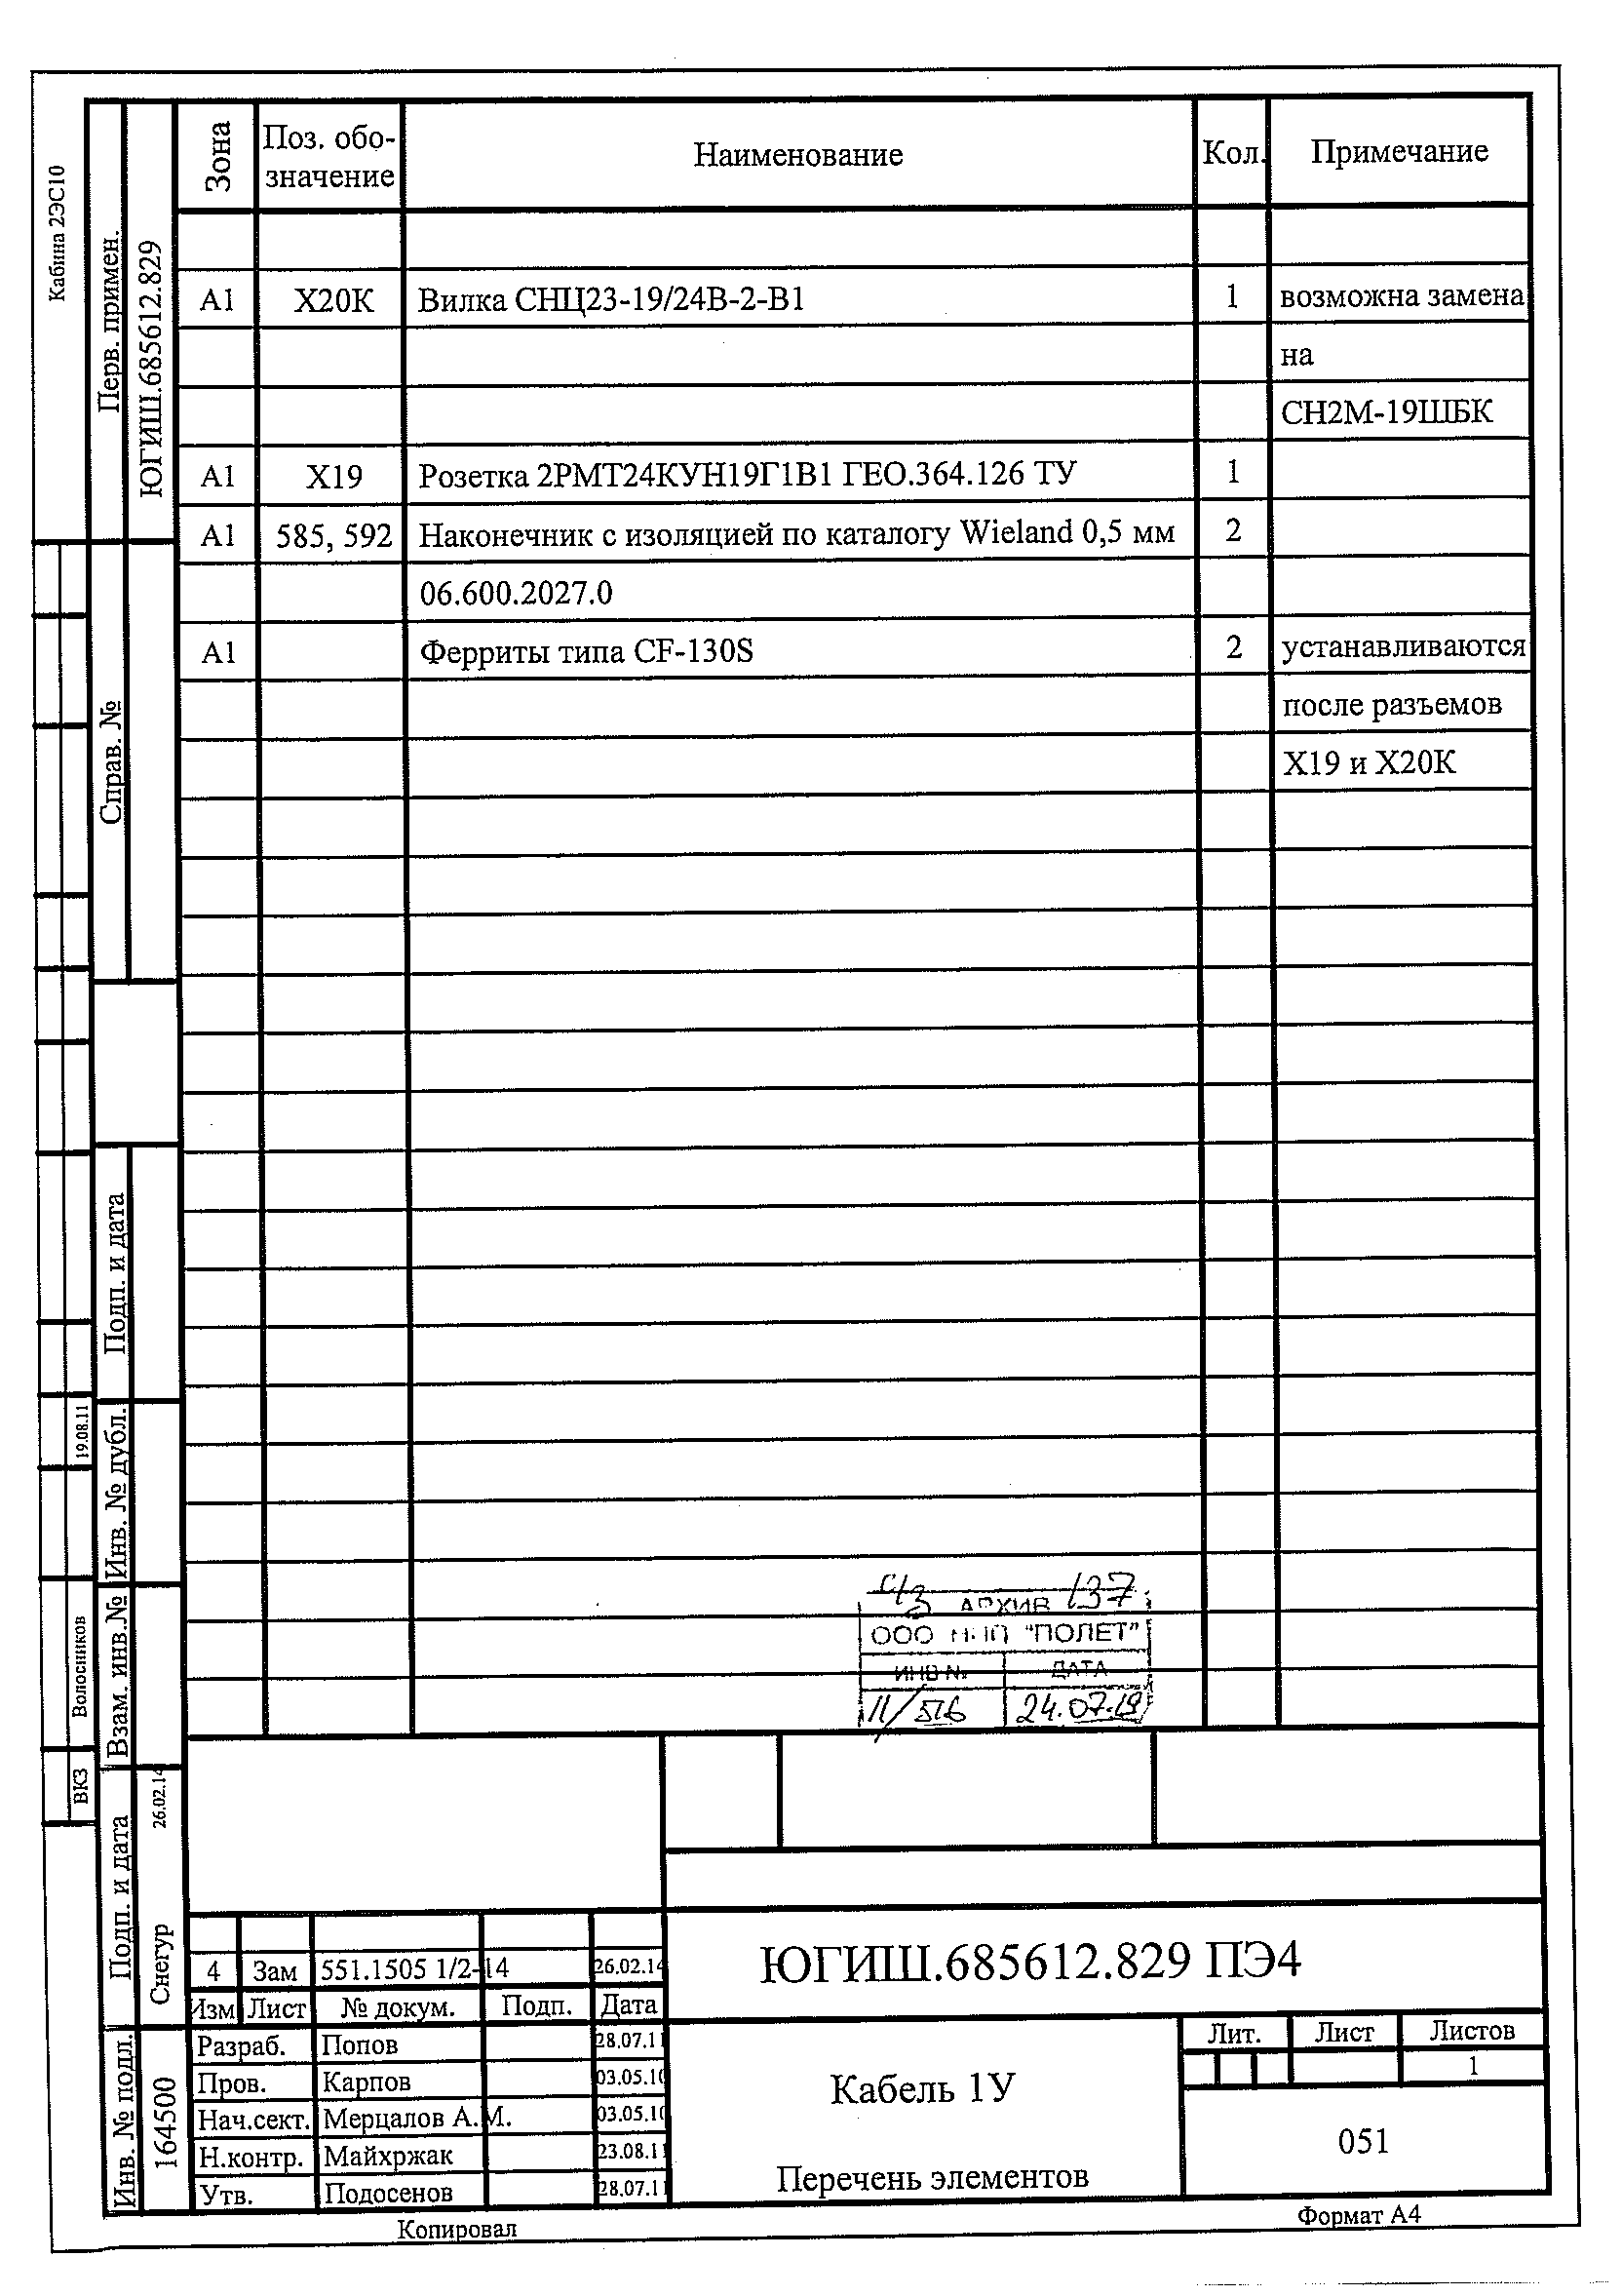 Кабина 2ЭС10
Перв. примен.
ЮГИШ.685612.829
Справ. №
Подп. и дата
Инв. № дубл.
Взам. инв.№
Подп. и дата
Снегур 26.02.14
Инв. № подл.
164500
19.08.11
Волосников
ВКЗ
Зона Поз. обо- Наименование Кол. Примечание
значение
А1 Х20К Вилка СНЦ23-19/24В-2-В1 1 возможна замена
на
СН2М-19ШБК
А1 Х19 Розетка 2РМТ24КУН19Г1В1 ГЕО.364.126 ТУ 1
А1 585, 592 Наконечник с изоляцией по каталогу Wieland 0,5 мм 2
06.600.2027.0
А1 Ферриты типа CF-130S 2 устанавливаются
после разъемов
Х19 и Х20К
АРХИВ 137
ООО НПП "ПОЛЕТ"
ИНВ № ДАТА
11/516 24.07.19
4 Зам 551.1505 1/2-14 26.02.14
Изм Лист № докум. Подп. Дата
Разраб. Попов 28.07.11
Пров. Карпов 03.05.10
Нач.сект. Мерцалов А.М. 03.05.10
Н.контр. Майхржак 23.08.11
Утв. Подосенов 28.07.11
ЮГИШ.685612.829 ПЭ4
Кабель 1У
Перечень элементов
Лит. Лист Листов
1
051
Копировал Формат А4